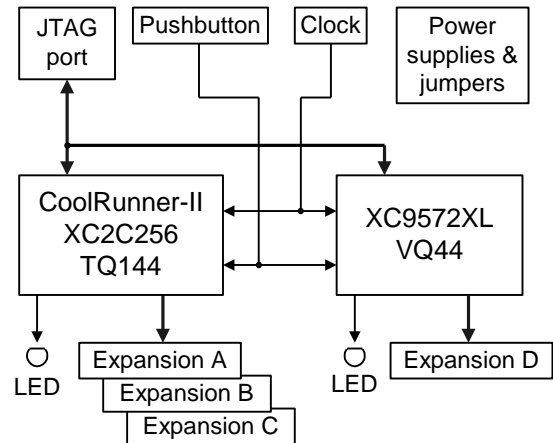 JTAG
port
Pushbutton
Clock
Power
supplies &
jumpers
CoolRunner-II
XC2C256
TQ144
XC9572XL
VQ44
LED
Expansion A
Expansion B
Expansion C
LED
Expansion D